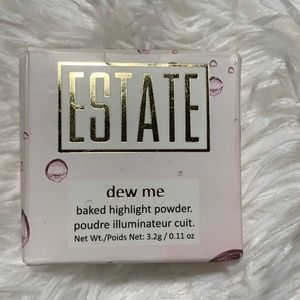 ESTATE
dew me
baked highlight powder.
poudre illuminateur cuit.
Net Wt./Poids Net: 3.2g / 0.11 oz